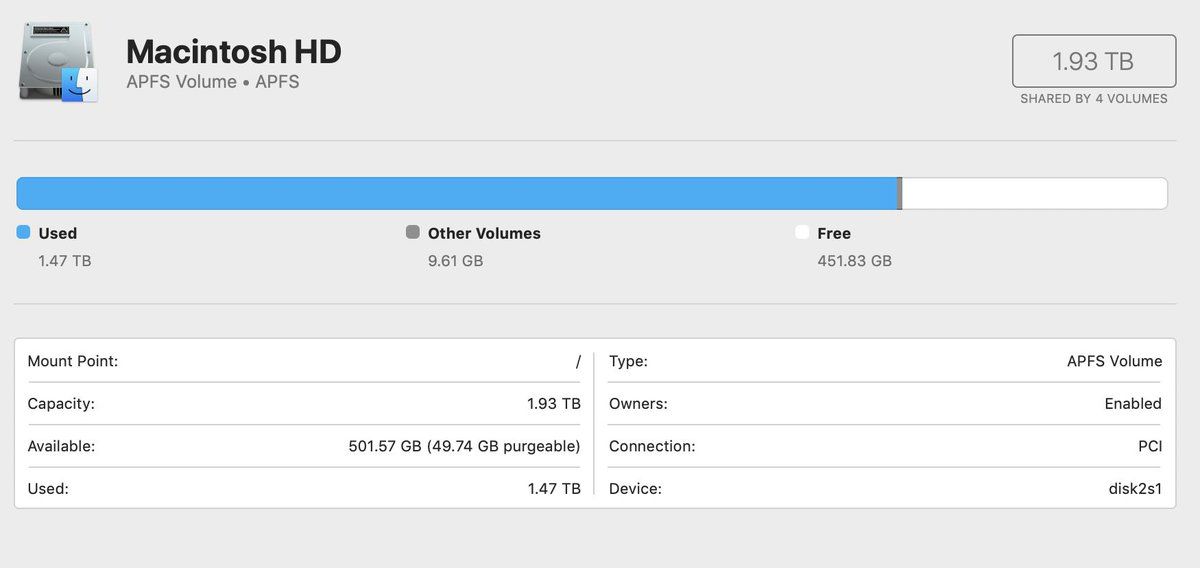 Macintosh HD
APFS Volume • APFS
1.93 TB
SHARED BY 4 VOLUMES
Used
1.47 TB
Other Volumes
9.61 GB
Free
451.83 GB
Mount Point: /
Capacity: 1.93 TB
Available: 501.57 GB (49.74 GB purgeable)
Used: 1.47 TB
Type: APFS Volume
Owners: Enabled
Connection: PCI
Device: disk2s1